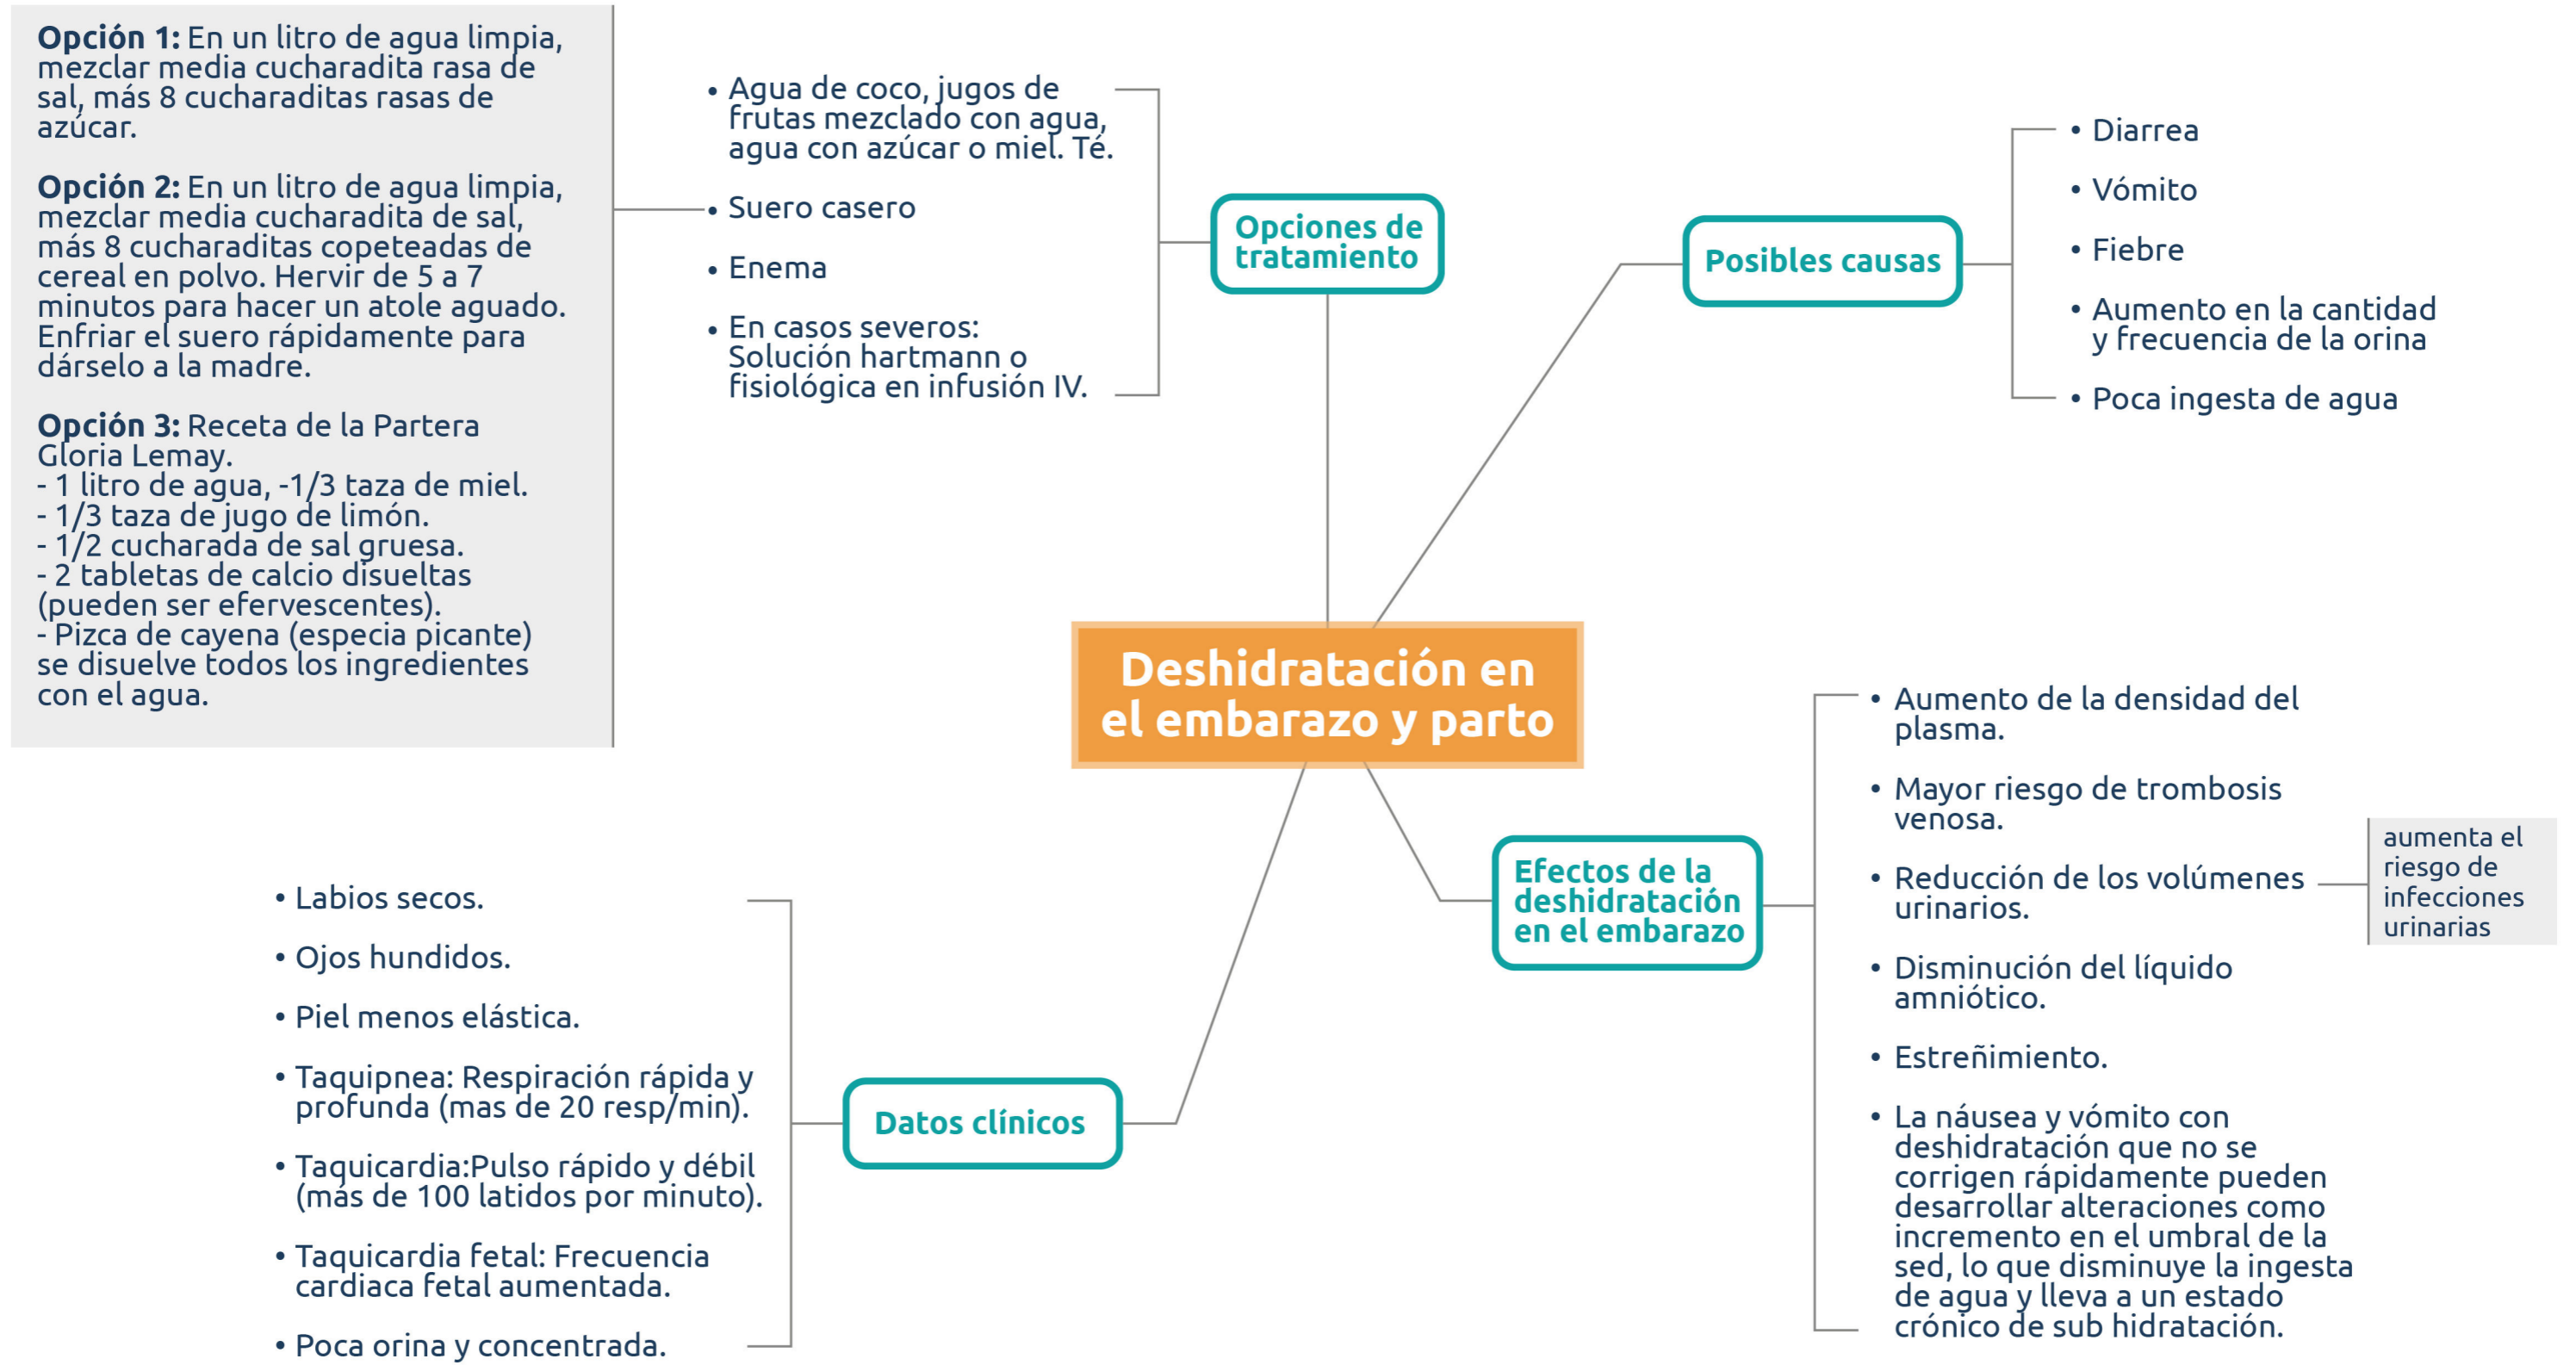 Opción 1: En un litro de agua limpia,
mezclar media cucharadita rasa de
sal, más 8 cucharaditas rasas de
azúcar.
Opción 2: En un litro de agua limpia,
mezclar media cucharadita de sal,
más 8 cucharaditas copeteadas de
cereal en polvo. Hervir de 5 a 7
minutos para hacer un atole aguado.
Enfriar el suero rápidamente para
dárselo a la madre.
Opción 3: Receta de la Partera
Gloria Lemay.
- 1 litro de agua, -1/3 taza de miel.
- 1/3 taza de jugo de limón.
- 1/2 cucharada de sal gruesa.
- 2 tabletas de calcio disueltas
(pueden ser efervescentes).
- Pizca de cayena (especia picante)
se disuelve todos los ingredientes
con el agua.
• Agua de coco, jugos de
frutas mezclado con agua,
agua con azúcar o miel. Té.
• Suero casero
• Enema
• En casos severos:
Solución hartmann o
fisiológica en infusión IV.
Opciones de
tratamiento
Posibles causas
• Diarrea
• Vómito
• Fiebre
• Aumento en la cantidad
y frecuencia de la orina
• Poca ingesta de agua
Deshidratación en
el embarazo y parto
Efectos de la
deshidratación
en el embarazo
• Aumento de la densidad del
plasma.
• Mayor riesgo de trombosis
venosa.
• Reducción de los volúmenes
urinarios.
aumenta el
riesgo de
infecciones
urinarias
• Disminución del líquido
amniótico.
• Estreñimiento.
• La náusea y vómito con
deshidratación que no se
corrigen rápidamente pueden
desarrollar alteraciones como
incremento en el umbral de la
sed, lo que disminuye la ingesta
de agua y lleva a un estado
crónico de sub hidratación.
Datos clínicos
• Labios secos.
• Ojos hundidos.
• Piel menos elástica.
• Taquipnea: Respiración rápida y
profunda (mas de 20 resp/min).
• Taquicardia:Pulso rápido y débil
(más de 100 latidos por minuto).
• Taquicardia fetal: Frecuencia
cardiaca fetal aumentada.
• Poca orina y concentrada.